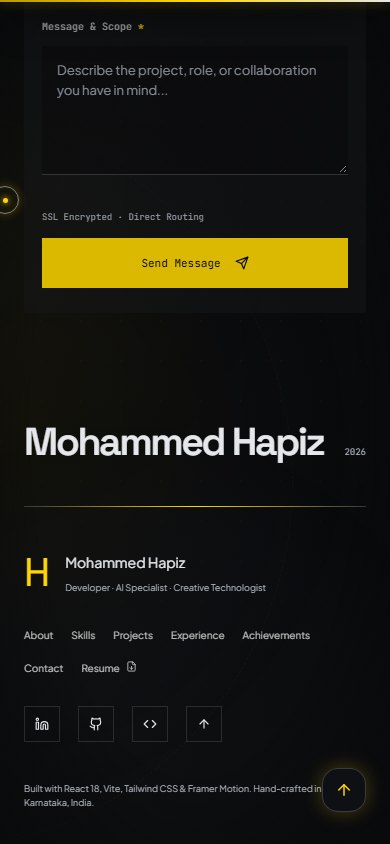 Message & Scope *
Describe the project, role, or collaboration
you have in mind...
SSL Encrypted · Direct Routing
Send Message
Mohammed Hapiz 2026
H
Mohammed Hapiz
Developer · AI Specialist · Creative Technologist
About Skills Projects Experience Achievements
Contact Resume
in
Built with React 18, Vite, Tailwind CSS & Framer Motion. Hand-crafted in
Karnataka, India.